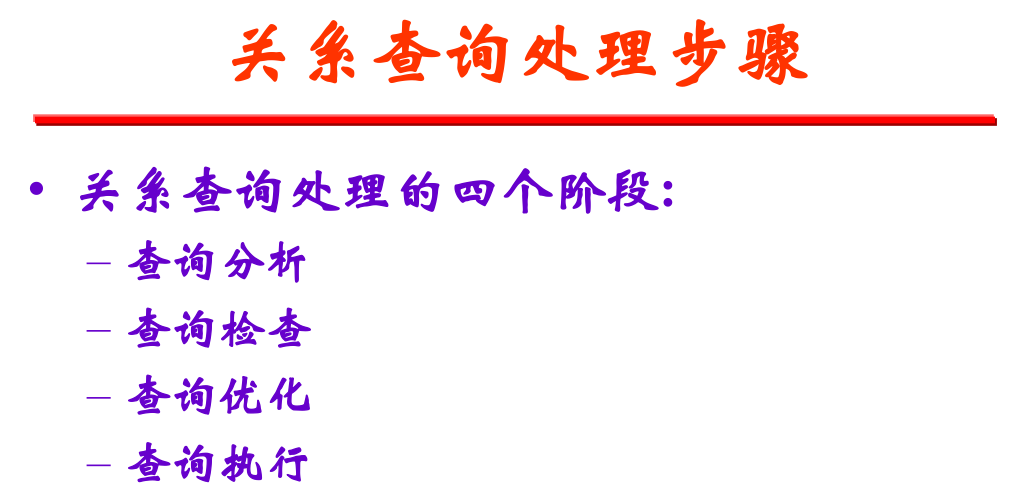 关系查询处理步骤
• 关系查询处理的四个阶段:
– 查询分析
– 查询检查
– 查询优化
– 查询执行